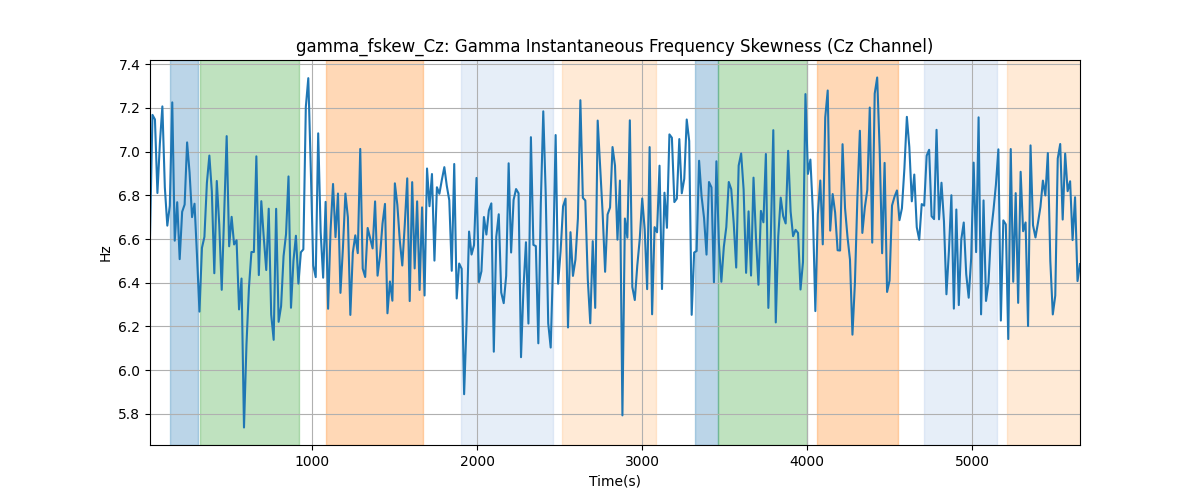 gamma_fskew_Cz: Gamma Instantaneous Frequency Skewness (Cz Channel)
7.4
7.2
7.0
6.8
6.6
6.4
6.2
6.0
5.8
Hz
1000 2000 3000 4000 5000
Time(s)